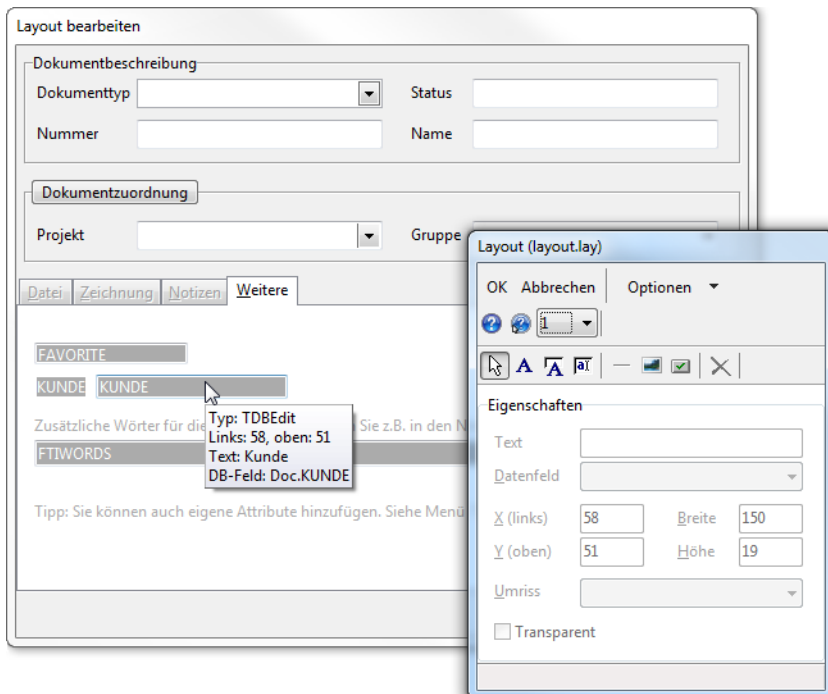 Layout bearbeiten
Dokumentbeschreibung
Dokumenttyp
Status
Nummer
Name
Dokumentzuordnung
Projekt
Gruppe
Datei Zeichnung Notizen Weitere
FAVORITE
KUNDE KUNDE
Zusätzliche Wörter für die Sie z.B. in den N
FTIWORDS
Typ: TDBEdit
Links: 58, oben: 51
Text: Kunde
DB-Feld: Doc.KUNDE
Tipp: Sie können auch eigene Attribute hinzufügen. Siehe Menü
Layout (layout.lay)
OK Abbrechen Optionen
1
A A aI
Eigenschaften
Text
Datenfeld
X (links) 58 Breite 150
Y (oben) 51 Höhe 19
Umriss
Transparent